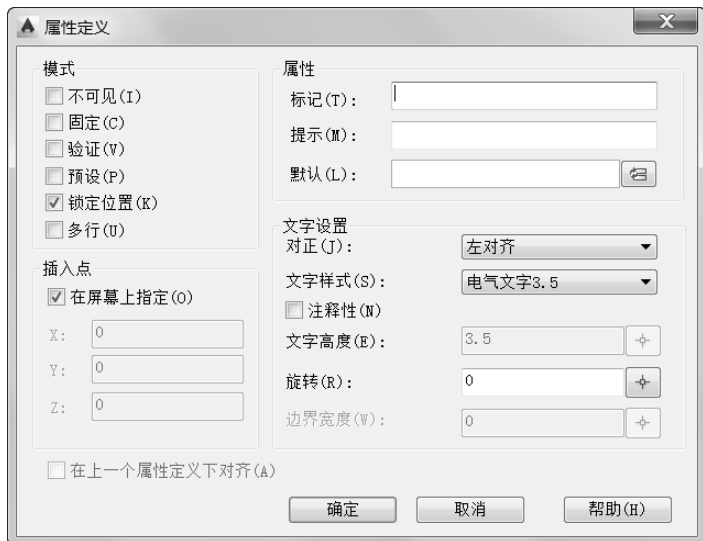 属性定义
模式
不可见(I)
固定(C)
验证(V)
预设(P)
锁定位置(K)
多行(U)
插入点
在屏幕上指定(O)
X: 0
Y: 0
Z: 0
在上一个属性定义下对齐(A)
属性
标记(T):
提示(M):
默认(L):
文字设置
对正(J): 左对齐
文字样式(S): 电气文字3.5
注释性(N)
文字高度(E): 3.5
旋转(R): 0
边界宽度(W): 0
确定 取消 帮助(H)